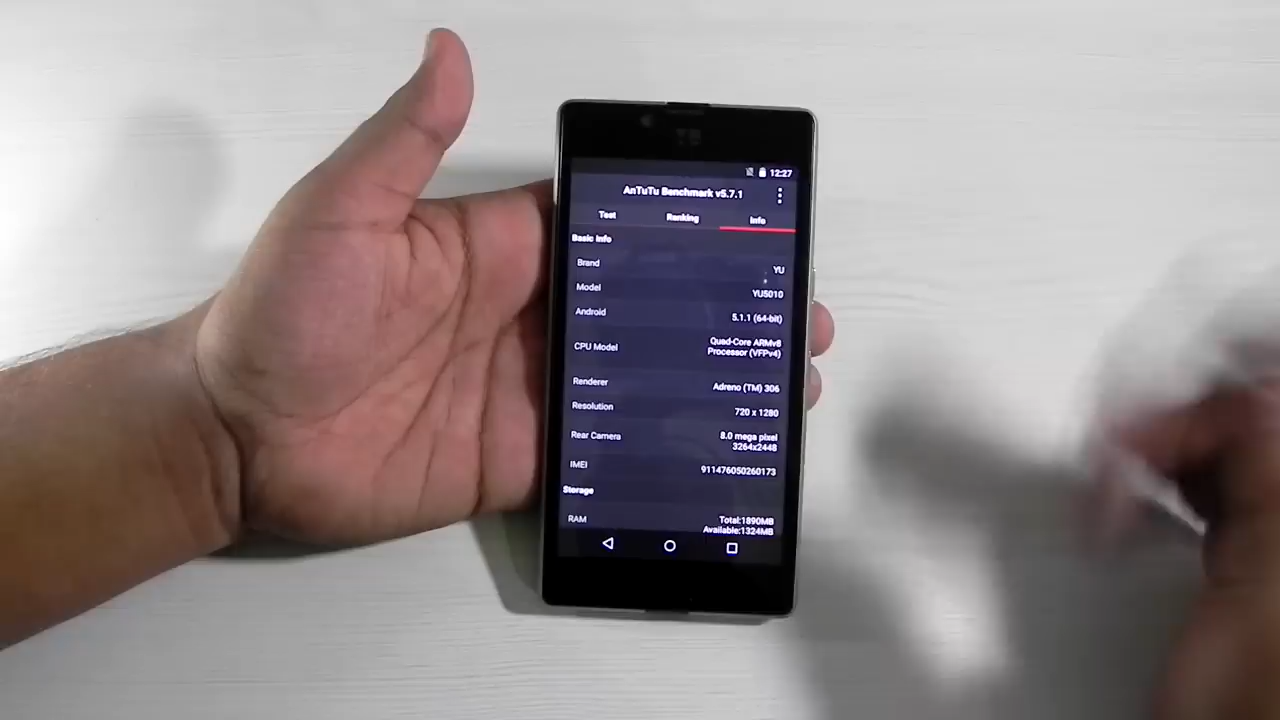 12:27
AnTuTu Benchmark v5.7.1
Test Ranking Info
Basic Info
Brand YU
Model YU5010
Android 5.1.1 (64-bit)
CPU Model Quad-Core ARMv8
Processor (VFPv4)
Renderer Adreno (TM) 306
Resolution 720 x 1280
Rear Camera 8.0 mega pixel
3264x2448
IMEI 911476050260173
Storage
RAM Total:1890MB
Available:1324MB